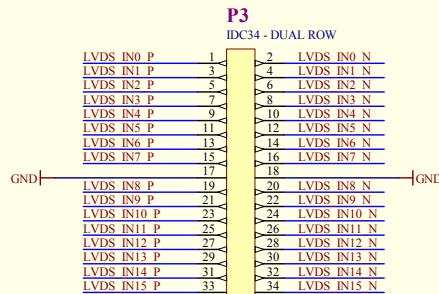 P3
IDC34 - DUAL ROW
LVDS_IN0_P 1 2 LVDS_IN0_N
LVDS_IN1_P 3 4 LVDS_IN1_N
LVDS_IN2_P 5 6 LVDS_IN2_N
LVDS_IN3_P 7 8 LVDS_IN3_N
LVDS_IN4_P 9 10 LVDS_IN4_N
LVDS_IN5_P 11 12 LVDS_IN5_N
LVDS_IN6_P 13 14 LVDS_IN6_N
LVDS_IN7_P 15 16 LVDS_IN7_N
GND 17 18 GND
LVDS_IN8_P 19 20 LVDS_IN8_N
LVDS_IN9_P 21 22 LVDS_IN9_N
LVDS_IN10_P 23 24 LVDS_IN10_N
LVDS_IN11_P 25 26 LVDS_IN11_N
LVDS_IN12_P 27 28 LVDS_IN12_N
LVDS_IN13_P 29 30 LVDS_IN13_N
LVDS_IN14_P 31 32 LVDS_IN14_N
LVDS_IN15_P 33 34 LVDS_IN15_N